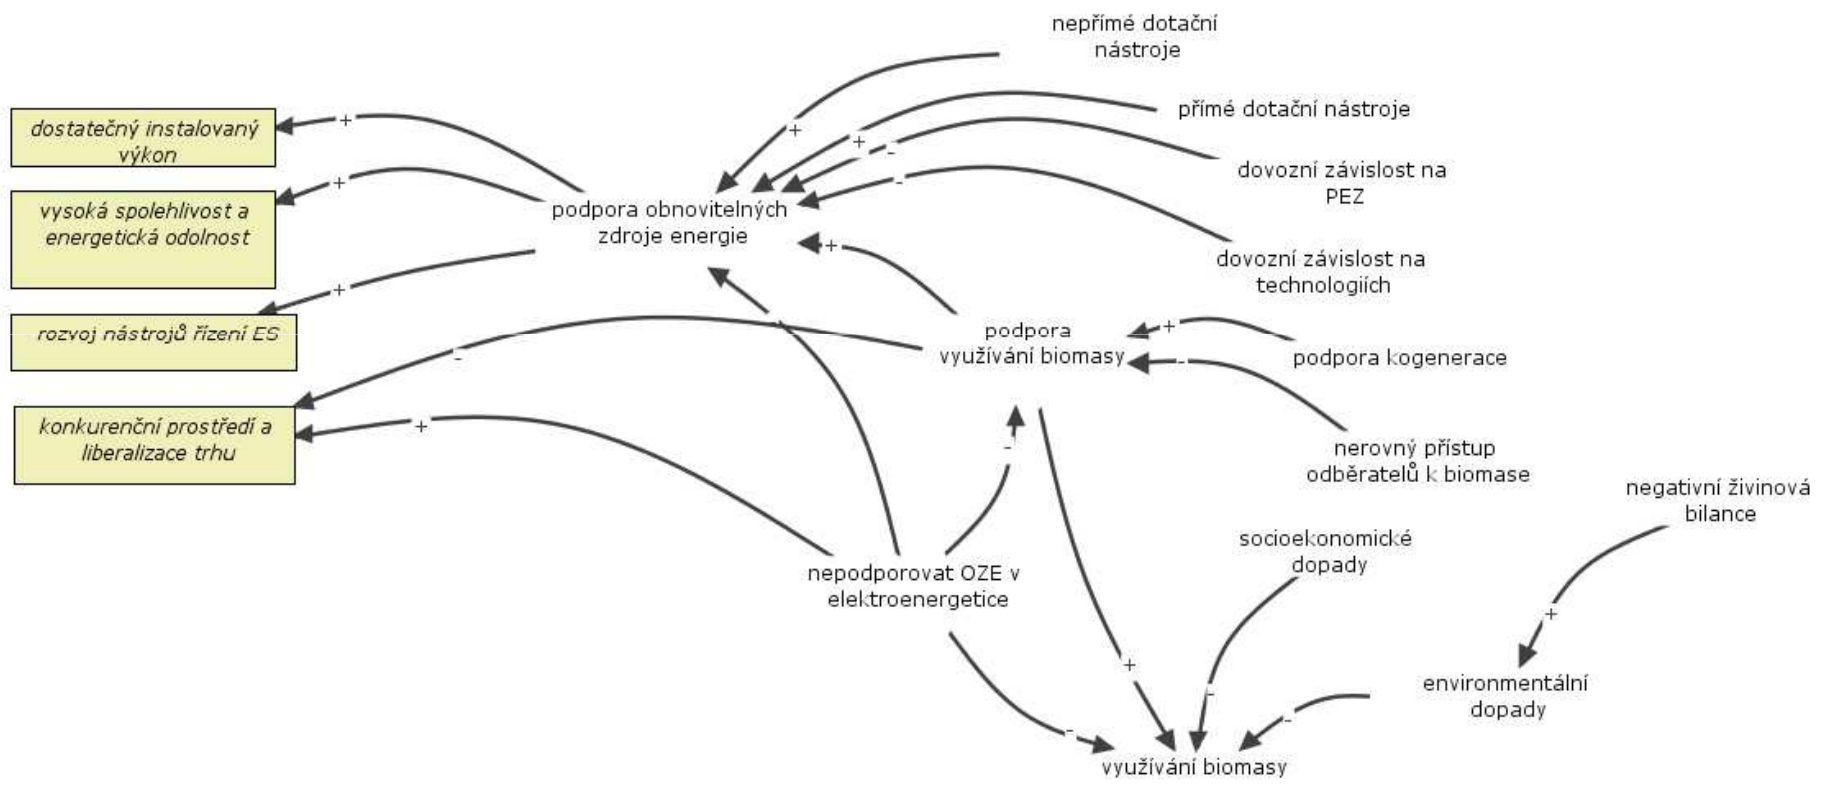 nepřímé dotační
nástroje
přímé dotační nástroje
dostatečný instalovaný
výkon
+
+
+
-
dovozní závislost na
PEZ
vysoká spolehlivost a
energetická odolnost
+
-
podpora obnovitelných
zdroje energie
+
dovozní závislost na
technologiích
rozvoj nástrojů řízení ES
+
podpora
využívání biomasy
+
-
podpora kogenerace
-
konkurenční prostředí a
liberalizace trhu
+
-
nerovný přístup
odběratelů k biomase
negativní živinová
bilance
socioekonomické
dopady
nepodporovat OZE v
elektroenergetice
+
+
-
environmentální
dopady
-
-
využívání biomasy